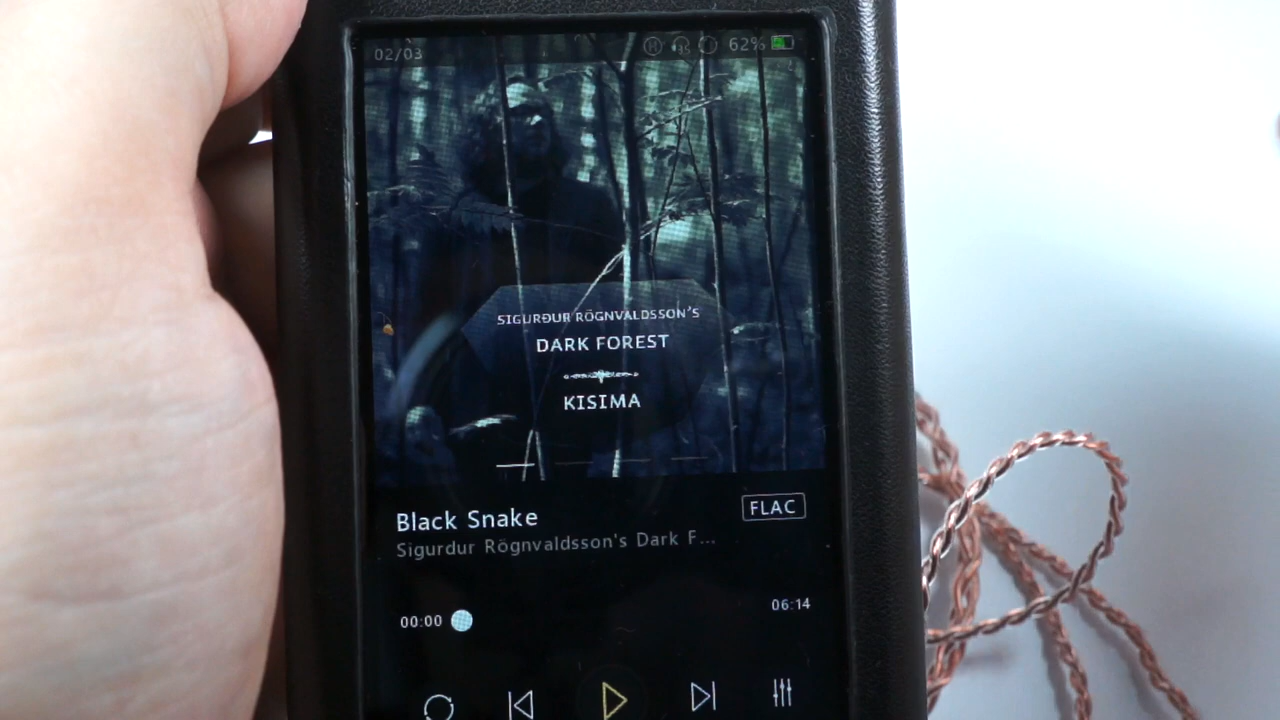 02/03
62%
SIGURÐUR RÖGNVALDSSON'S
DARK FOREST
KISIMA
Black Snake
FLAC
Sigurdur Rögnvaldsson's Dark F...
00:00
06:14